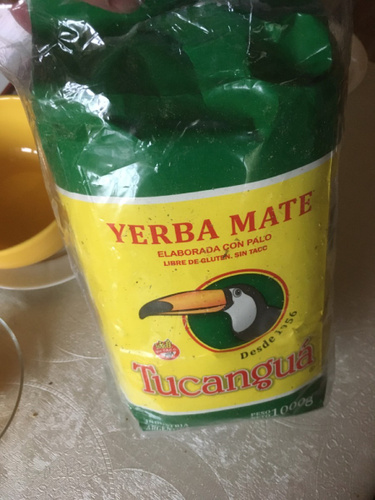 YERBA MATE
ELABORADA CON PALO
LIBRE DE GLUTEN. SIN TACC
Desde 1956
Tucanguá
1000g